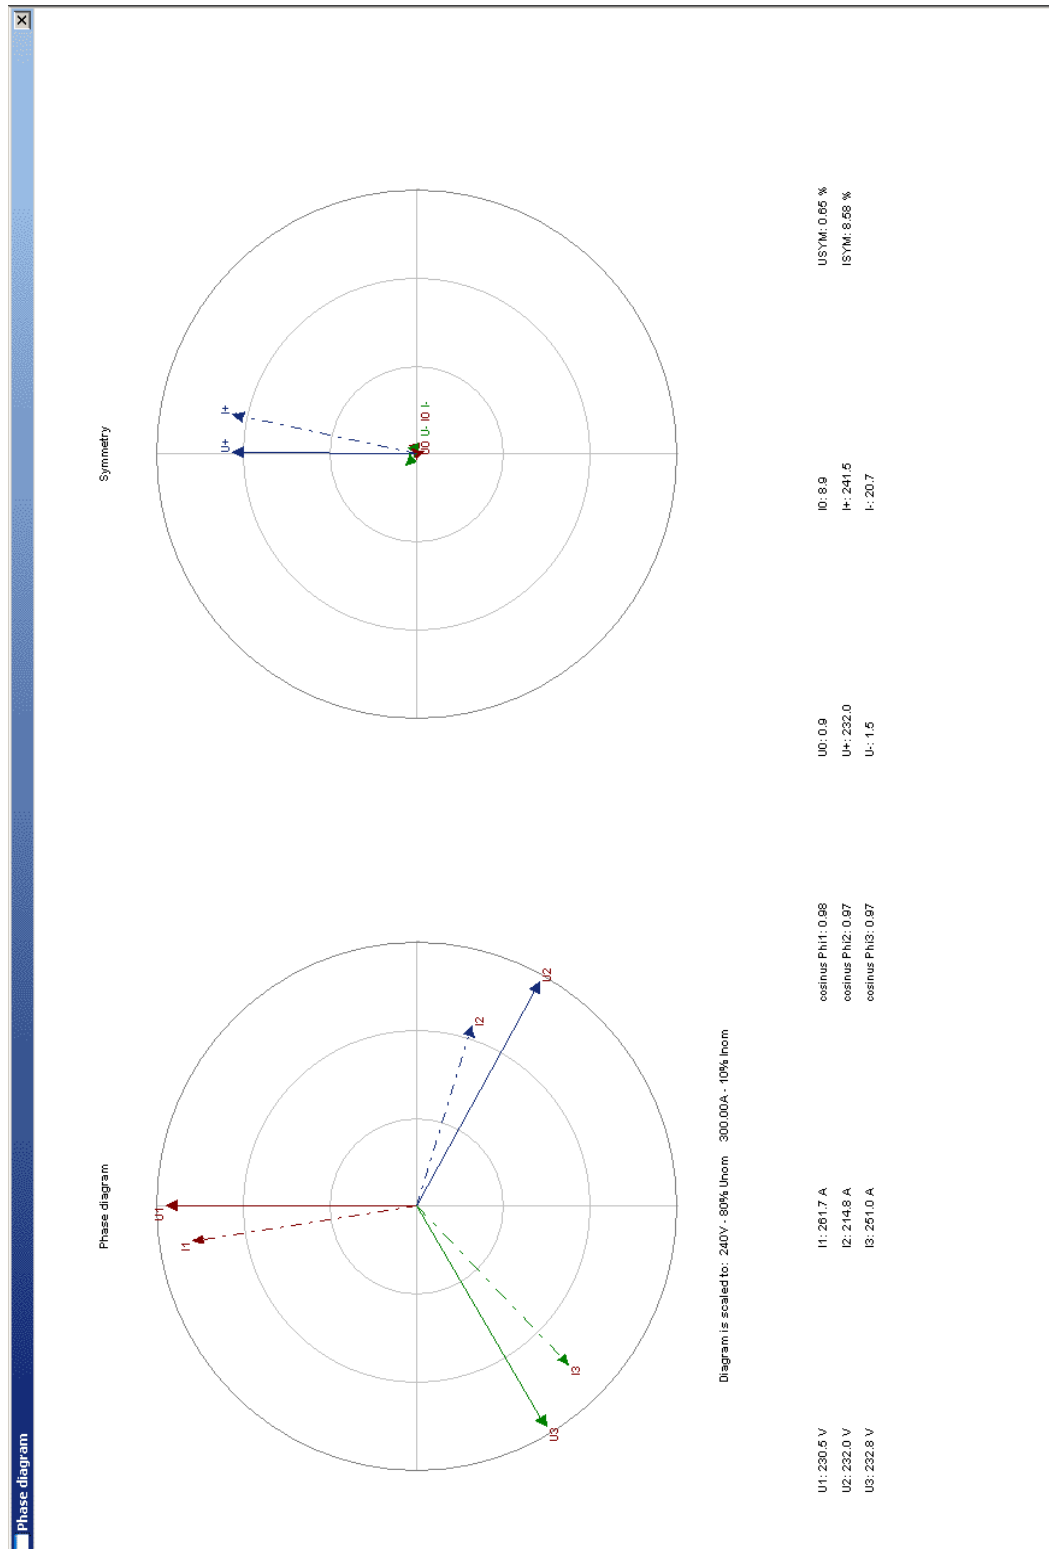 Phase diagram
Phase diagram
U1
I1
I2
U2
U3
I3
Symmetry
U+
I+
U0 U- I0 I-
Diagram is scaled to: 240V - 80% Unom 300.00A - 10% Inom
U1: 230.5 V I1: 261.7 A cosinus Phi1: 0.98 U0: 0.9 I0: 8.9 USYM: 0.65 %
U2: 232.0 V I2: 214.8 A cosinus Phi2: 0.97 U+: 232.0 I+: 241.5 ISYM: 8.58 %
U3: 232.8 V I3: 251.0 A cosinus Phi3: 0.97 U-: 1.5 I-: 20.7